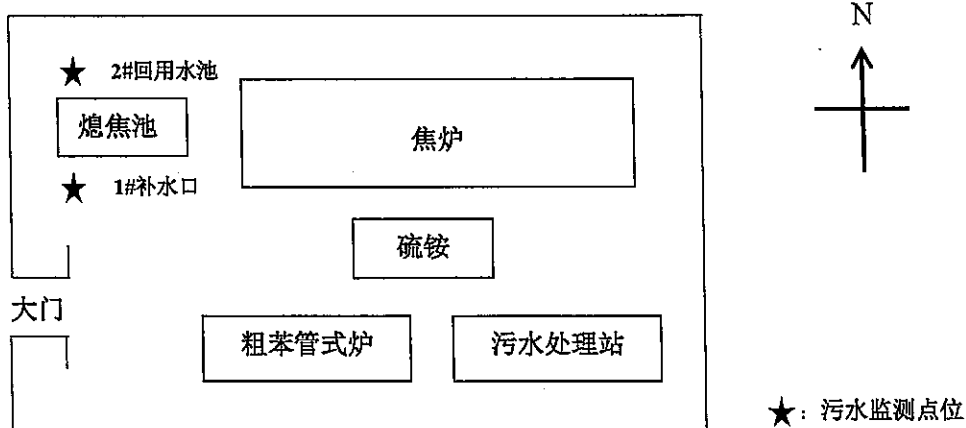 N
2#回用水池
熄焦池
焦炉
1#补水口
硫铵
大门
粗苯管式炉
污水处理站
★：污水监测点位